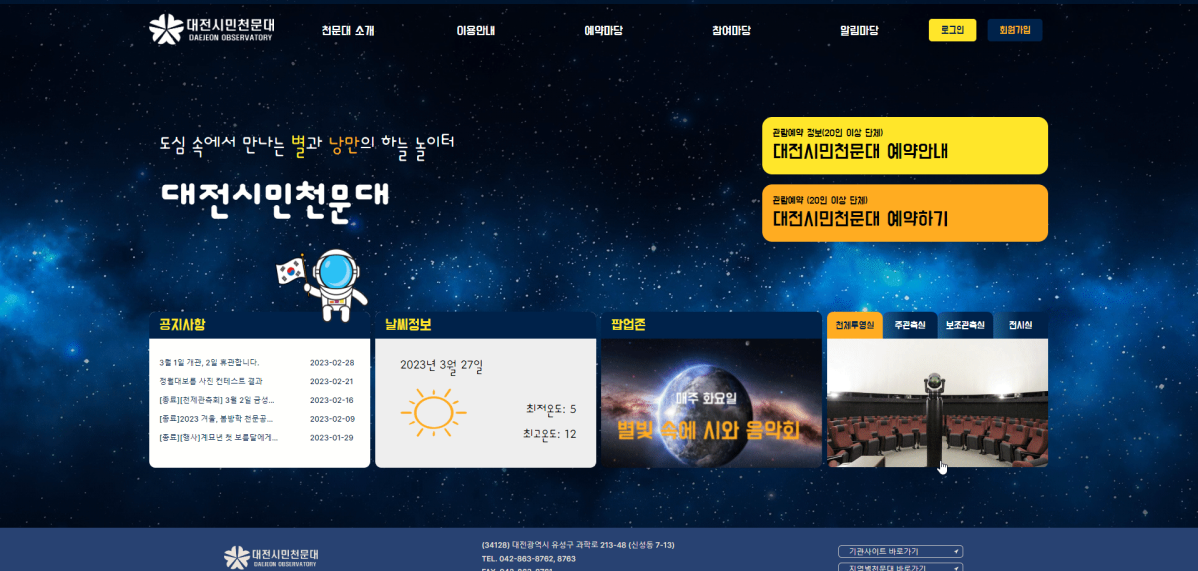 대전시민천문대
DAEJEON OBSERVATORY
천문대 소개
이용안내
예약마당
참여마당
알림마당
로그인
회원가입
도심 속에서 만나는 별과 낭만의 하늘 놀이터
대전시민천문대
관람예약 정보(20인 이상 단체)
대전시민천문대 예약안내
관람예약 (20인 이상 단체)
대전시민천문대 예약하기
공지사항
3월 1일 개관, 2일 휴관합니다. 2023-02-28
정월대보름 사진 컨테스트 결과 2023-02-21
[종료][천체관측회] 3월 2일 금성... 2023-02-16
[종료]2023 겨울, 봄방학 천문공... 2023-02-09
[종료][행사]계묘년 첫 보름달에게... 2023-01-29
날씨정보
2023년 3월 27일
최저온도: 5
최고온도: 12
팝업존
매주 화요일
별빛 속에 시와 음악회
천체투영실
주관측실
보조관측실
전시실
대전시민천문대
DAEJEON OBSERVATORY
(34128) 대전광역시 유성구 과학로 213-48 (신성동 7-13)
TEL. 042-863-8762, 8763
기관사이트 바로가기
지역별천문대 바로가기